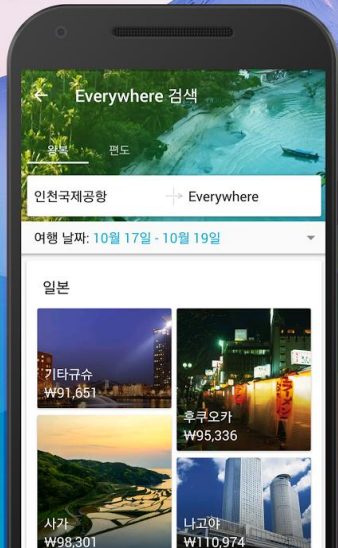 Everywhere 검색
왕복 편도
인천국제공항 Everywhere
여행 날짜: 10월 17일 - 10월 19일
일본
기타규슈
₩91,651
후쿠오카
₩95,336
사가
₩98,301
나고야
₩110,974